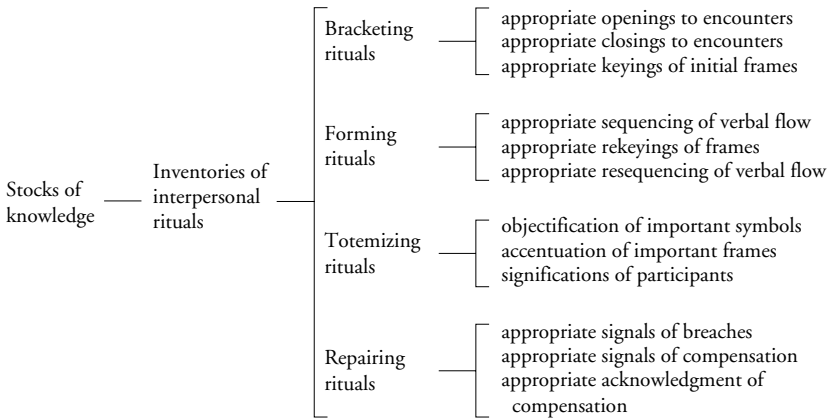 Stocks of
knowledge
Inventories of
interpersonal
rituals
Bracketing
rituals
appropriate openings to encounters
appropriate closings to encounters
appropriate keyings of initial frames
Forming
rituals
appropriate sequencing of verbal flow
appropriate rekeyings of frames
appropriate resequencing of verbal flow
Totemizing
rituals
objectification of important symbols
accentuation of important frames
significations of participants
Repairing
rituals
appropriate signals of breaches
appropriate signals of compensation
appropriate acknowledgment of
compensation